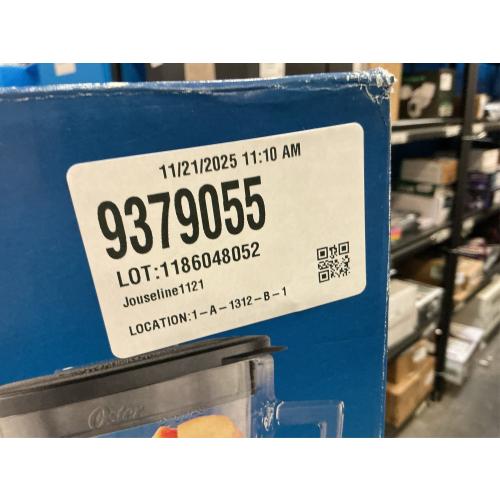 11/21/2025 11:10 AM
9379055
LOT:1186048052
Jouseline1121
LOCATION:1-A-1312-B-1
Oster